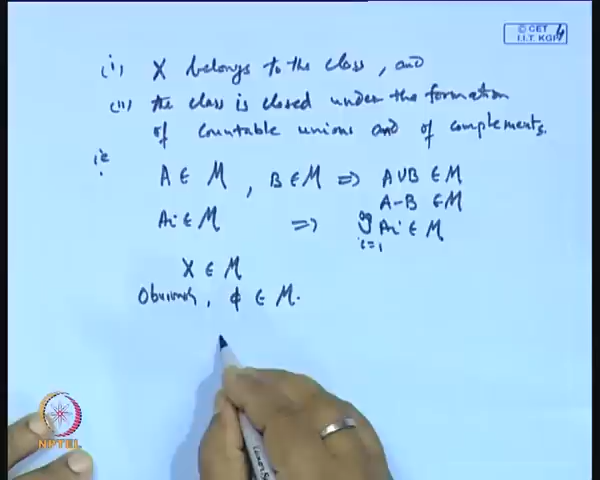 © CET
I.I.T. KGP
(i) X belongs to the class, and
(ii) the class is closed under the formation
of countable unions and of complements.
ie
A ∈ M, B ∈ M ⇒ A∪B ∈ M
A-B ∈ M
Ai ∈ M ⇒ ∞∪i=1 Ai ∈ M
X ∈ M
Obviously, φ ∈ M.
NPTEL